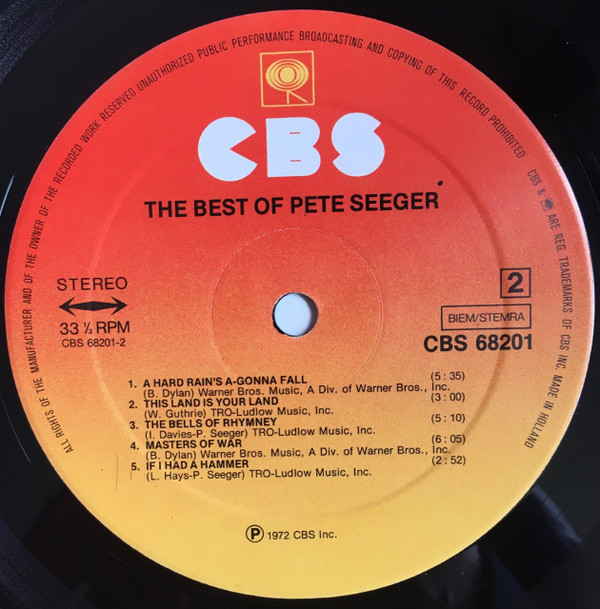 ALL RIGHTS OF THE MANUFACTURER AND OF THE OWNER OF THE RECORDED WORK RESERVED UNAUTHORIZED PUBLIC PERFORMANCE BROADCASTING AND COPYING OF THIS RECORD PROHIBITED
CBS & ARE REG. TRADEMARKS OF CBS INC. MADE IN HOLLAND
CBS
THE BEST OF PETE SEEGER
STEREO
33 ⅓ RPM
CBS 68201-2
2
BIEM/STEMRA
CBS 68201
1. A HARD RAIN'S A-GONNA FALL (5 : 35)
(B. Dylan) Warner Bros. Music, A Div. of Warner Bros., Inc.
2. THIS LAND IS YOUR LAND (3 : 00)
(W. Guthrie) TRO-Ludlow Music, Inc.
3. THE BELLS OF RHYMNEY (5 : 10)
(I. Davies-P. Seeger) TRO-Ludlow Music, Inc.
4. MASTERS OF WAR (6 : 05)
(B. Dylan) Warner Bros. Music, A Div. of Warner Bros., Inc.
5. IF I HAD A HAMMER (2 : 52)
(L. Hays-P. Seeger) TRO-Ludlow Music, Inc.
Ⓟ 1972 CBS Inc.